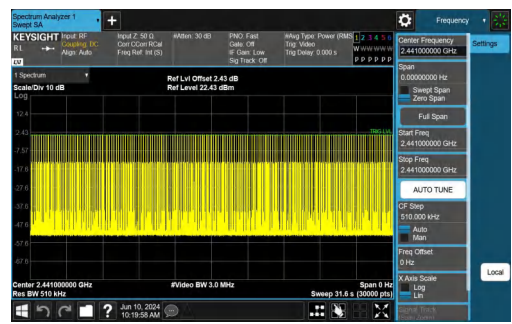 Spectrum Analyzer 1
Swept SA
Frequency
KEYSIGHT
Input: RF
Input Z: 50 Ω
#Atten: 30 dB
PNO: Fast
#Avg Type: Power (RMS
1 2 3 4 5 6
R L
Coupling: DC
Corr CCorr RCal
Gate: Off
Trig: Video
W W W W W W
Align: Auto
Freq Ref: Int (S)
IF Gain: Low
Trig Delay: 0.000 s
P P P P P P
Sig Track: Off
LXI
1 Spectrum
Ref Lvl Offset 2.43 dB
Scale/Div 10 dB
Ref Level 22.43 dBm
Log
12.4
2.43
TRIG LVL
-7.57
-17.6
-27.6
-37.6
-47.6
-57.6
-67.6
Center 2.441000000 GHz
#Video BW 3.0 MHz
Span 0 Hz
Res BW 510 kHz
Sweep 31.6 s (30000 pts)
Jun 10, 2024
10:19:58 AM
Center Frequency
2.441000000 GHz
Settings
Span
0.00000000 Hz
Swept Span
Zero Span
Full Span
Start Freq
2.441000000 GHz
Stop Freq
2.441000000 GHz
AUTO TUNE
CF Step
510.000 kHz
Auto
Man
Freq Offset
0 Hz
X Axis Scale
Log
Lin
Local
Signal Track